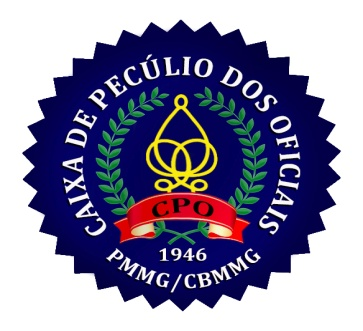 CAIXA DE PECÚLIO DOS OFICIAIS
CPO
1946
PMMG/CBMMG